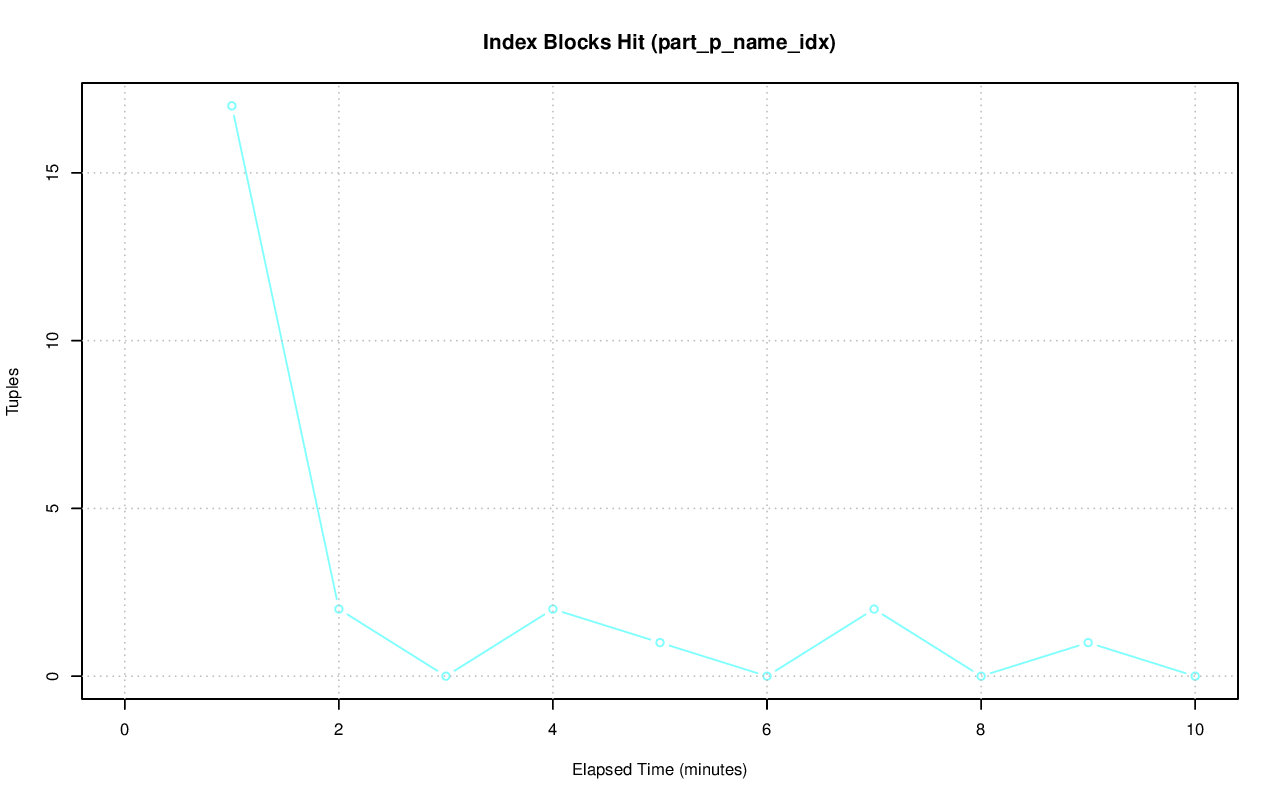 Index Blocks Hit (part_p_name_idx)
Tuples
15
10
5
0
0 2 4 6 8 10
Elapsed Time (minutes)